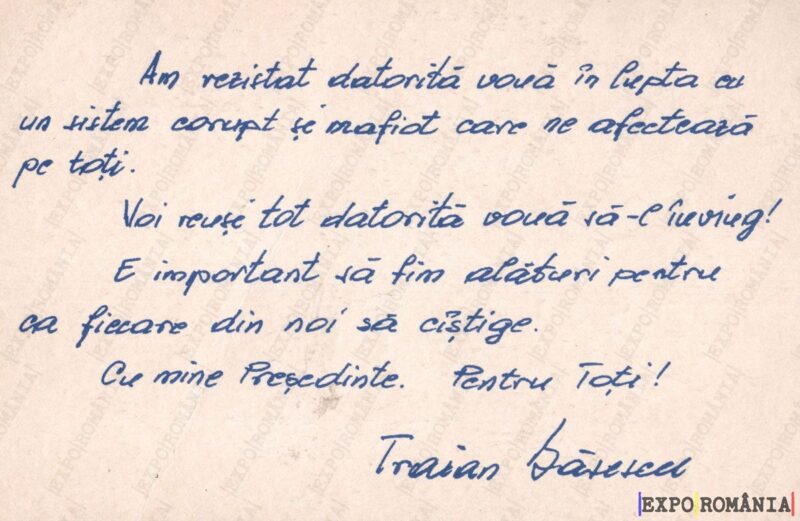 Am rezistat datorită vouă în lupta cu
un sistem corupt și mafiot care ne afectează
pe toți.
Voi reuși tot datorită vouă să-l înving!
E important să fim alături pentru
ca fiecare din noi să cîștige.
Cu mine Președinte. Pentru Toți!
Traian Băsescu
|EXPO|ROMÂNIA|